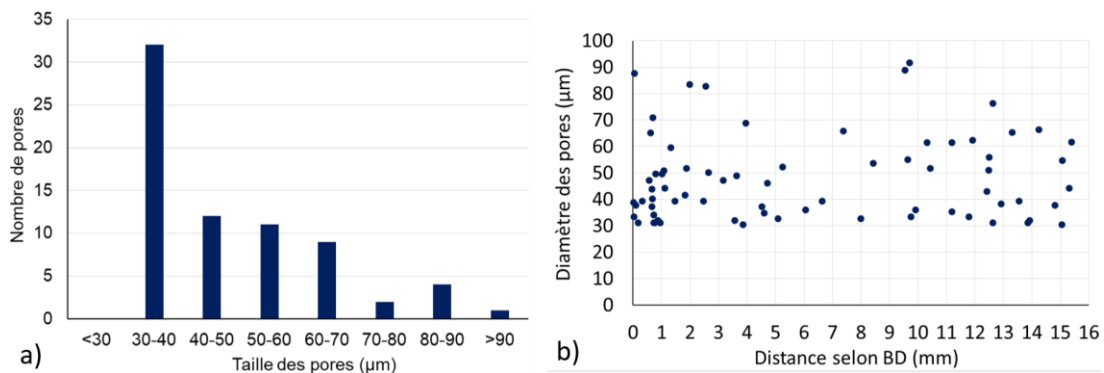 35
30
25
20
15
10
5
0
Nombre de pores
<30 30-40 40-50 50-60 60-70 70-80 80-90 >90
Taille des pores (µm)
a)
100
90
80
70
60
50
40
30
20
10
0
Diamètre des pores (µm)
0 1 2 3 4 5 6 7 8 9 10 11 12 13 14 15 16
Distance selon BD (mm)
b)